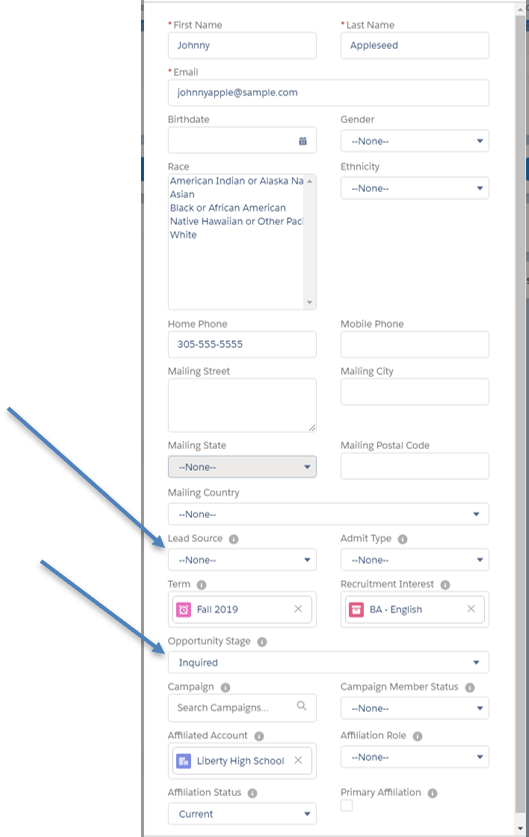 * First Name
* Last Name
Johnny
Appleseed
* Email
johnnyapple@sample.com
Birthdate
Gender
--None--
Race
Ethnicity
American Indian or Alaska Na
--None--
Asian
Black or African American
Native Hawaiian or Other Paci
White
Home Phone
Mobile Phone
305-555-5555
Mailing Street
Mailing City
Mailing State
Mailing Postal Code
--None--
Mailing Country
--None--
Lead Source
Admit Type
--None--
--None--
Term
Recruitment Interest
Fall 2019
BA - English
Opportunity Stage
Inquired
Campaign
Campaign Member Status
Search Campaigns...
--None--
Affiliated Account
Affiliation Role
Liberty High School
--None--
Affiliation Status
Primary Affiliation
Current